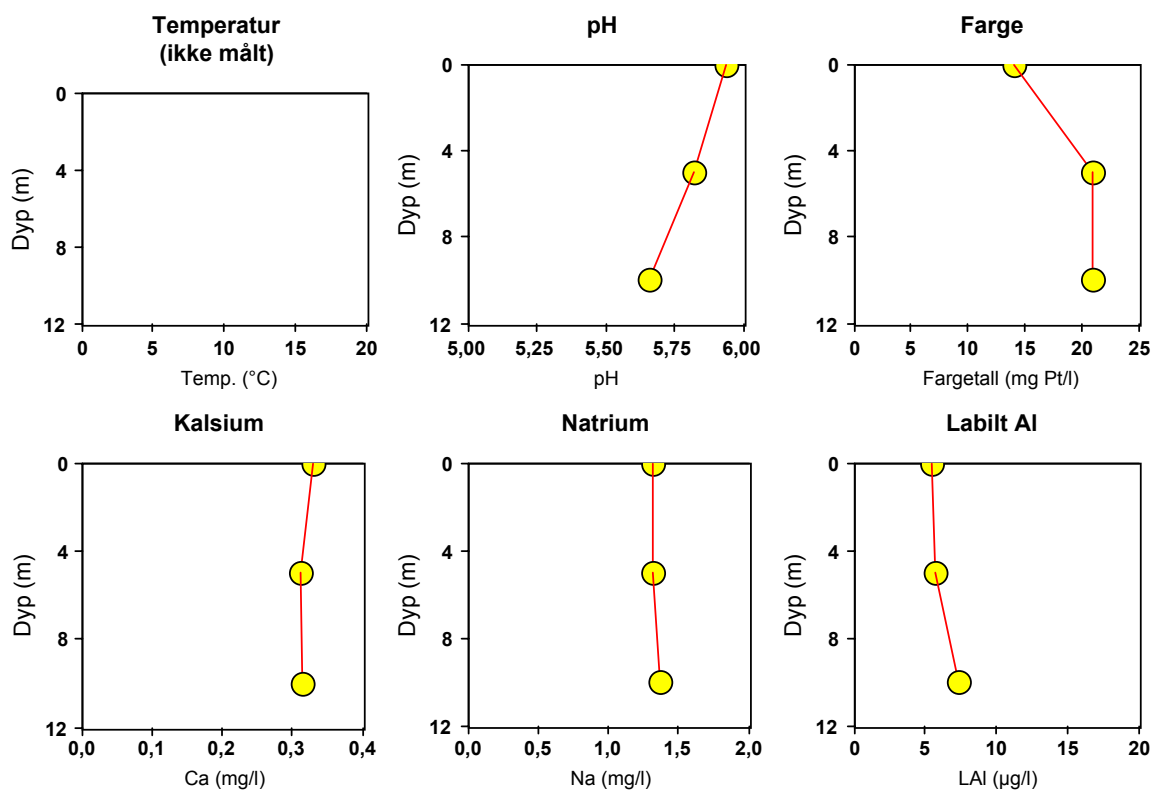 Temperatur
(ikke målt)
0
4
8
12
Dyp (m)
0 5 10 15 20
Temp. (°C)
pH
0
4
8
12
Dyp (m)
5,00 5,25 5,50 5,75 6,00
pH
Farge
0
4
8
12
Dyp (m)
0 5 10 15 20 25
Fargetall (mg Pt/l)
Kalsium
0
4
8
12
Dyp (m)
0,0 0,1 0,2 0,3 0,4
Ca (mg/l)
Natrium
0
4
8
12
Dyp (m)
0,0 0,5 1,0 1,5 2,0
Na (mg/l)
Labilt Al
0
4
8
12
Dyp (m)
0 5 10 15 20
LAl (µg/l)